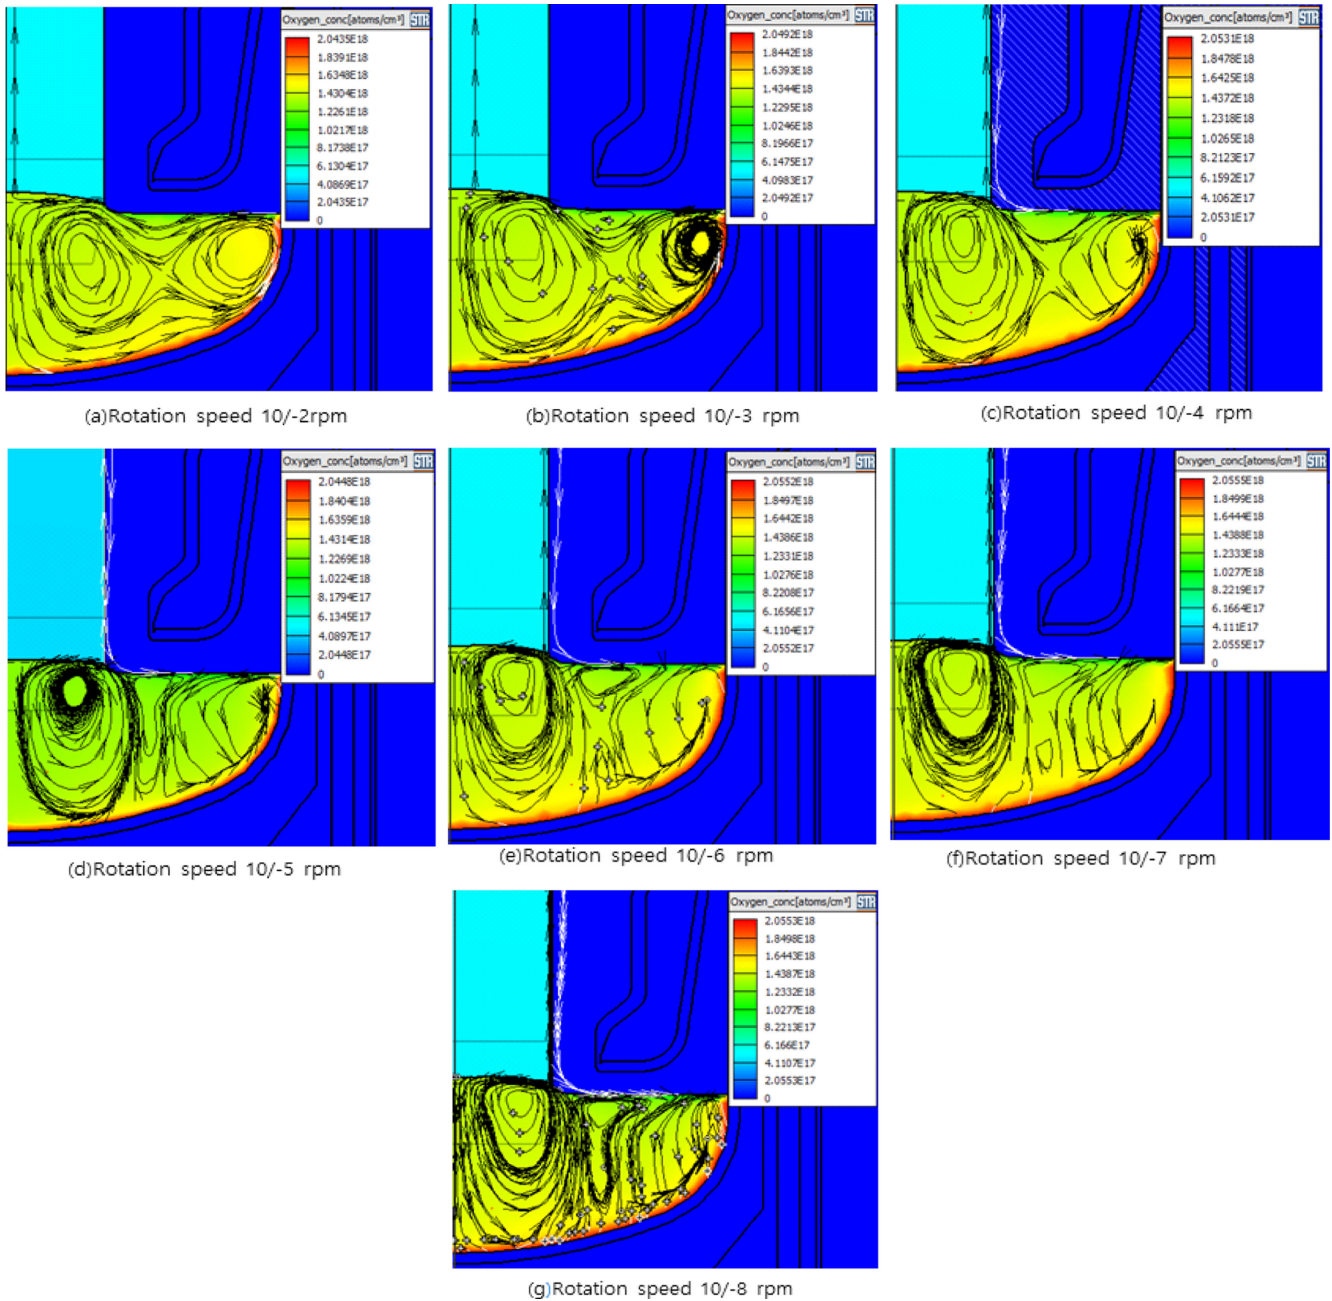 Oxygen_conc[atoms/cm³] STR
2.0435E18
1.8391E18
1.6348E18
1.4304E18
1.2261E18
1.0217E18
8.1738E17
6.1304E17
4.0869E17
2.0435E17
0
Oxygen_conc[atoms/cm³] STR
2.0492E18
1.8442E18
1.6393E18
1.4344E18
1.2295E18
1.0246E18
8.1966E17
6.1475E17
4.0983E17
2.0492E17
0
Oxygen_conc[atoms/cm³] STR
2.0531E18
1.8478E18
1.6425E18
1.4372E18
1.2318E18
1.0265E18
8.2123E17
6.1592E17
4.1062E17
2.0531E17
0
(a)Rotation speed 10/-2rpm
(b)Rotation speed 10/-3 rpm
(c)Rotation speed 10/-4 rpm
Oxygen_conc[atoms/cm³] STR
2.0448E18
1.8404E18
1.6359E18
1.4314E18
1.2269E18
1.0224E18
8.1794E17
6.1345E17
4.0897E17
2.0448E17
0
Oxygen_conc[atoms/cm³] STR
2.0552E18
1.8497E18
1.6442E18
1.4386E18
1.2331E18
1.0276E18
8.2208E17
6.1656E17
4.1104E17
2.0552E17
0
Oxygen_conc[atoms/cm³] STR
2.0555E18
1.8499E18
1.6444E18
1.4388E18
1.2333E18
1.0277E18
8.2219E17
6.1664E17
4.111E17
2.0555E17
0
(d)Rotation speed 10/-5 rpm
(e)Rotation speed 10/-6 rpm
(f)Rotation speed 10/-7 rpm
Oxygen_conc[atoms/cm³] STR
2.0553E18
1.8498E18
1.6443E18
1.4387E18
1.2332E18
1.0277E18
8.2213E17
6.166E17
4.1107E17
2.0553E17
0
(g)Rotation speed 10/-8 rpm